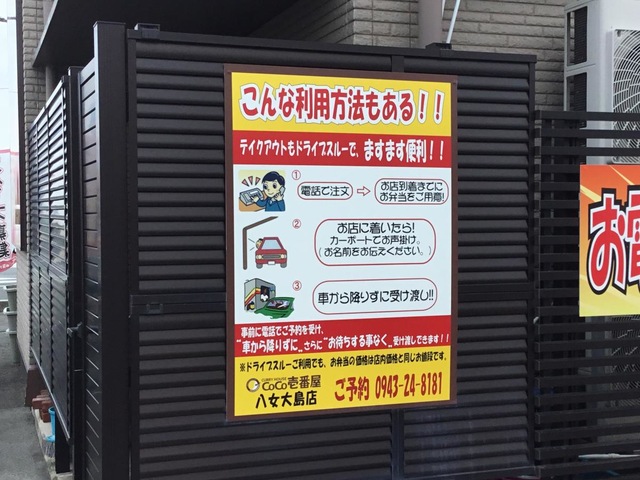 こんな利用方法もある!!
テイクアウトもドライブスルーで、ますます便利!!
①
電話で注文
お店到着までに
お弁当をご用意!
②
お店に着いたら!
カーポートでお声掛け。
(お名前をお伝えください。)
③
車から降りずに受け渡し!!
事前に電話でご予約を受け、
"車から降りずに"さらに"お待ちする事なく"受け渡しできます!!
※ドライブスルーご利用でも、お弁当の価格は店内価格と同じお値段です。
CURRY HOUSE
CoCo壱番屋
八女大島店
ご予約 0943-24-8181
お電